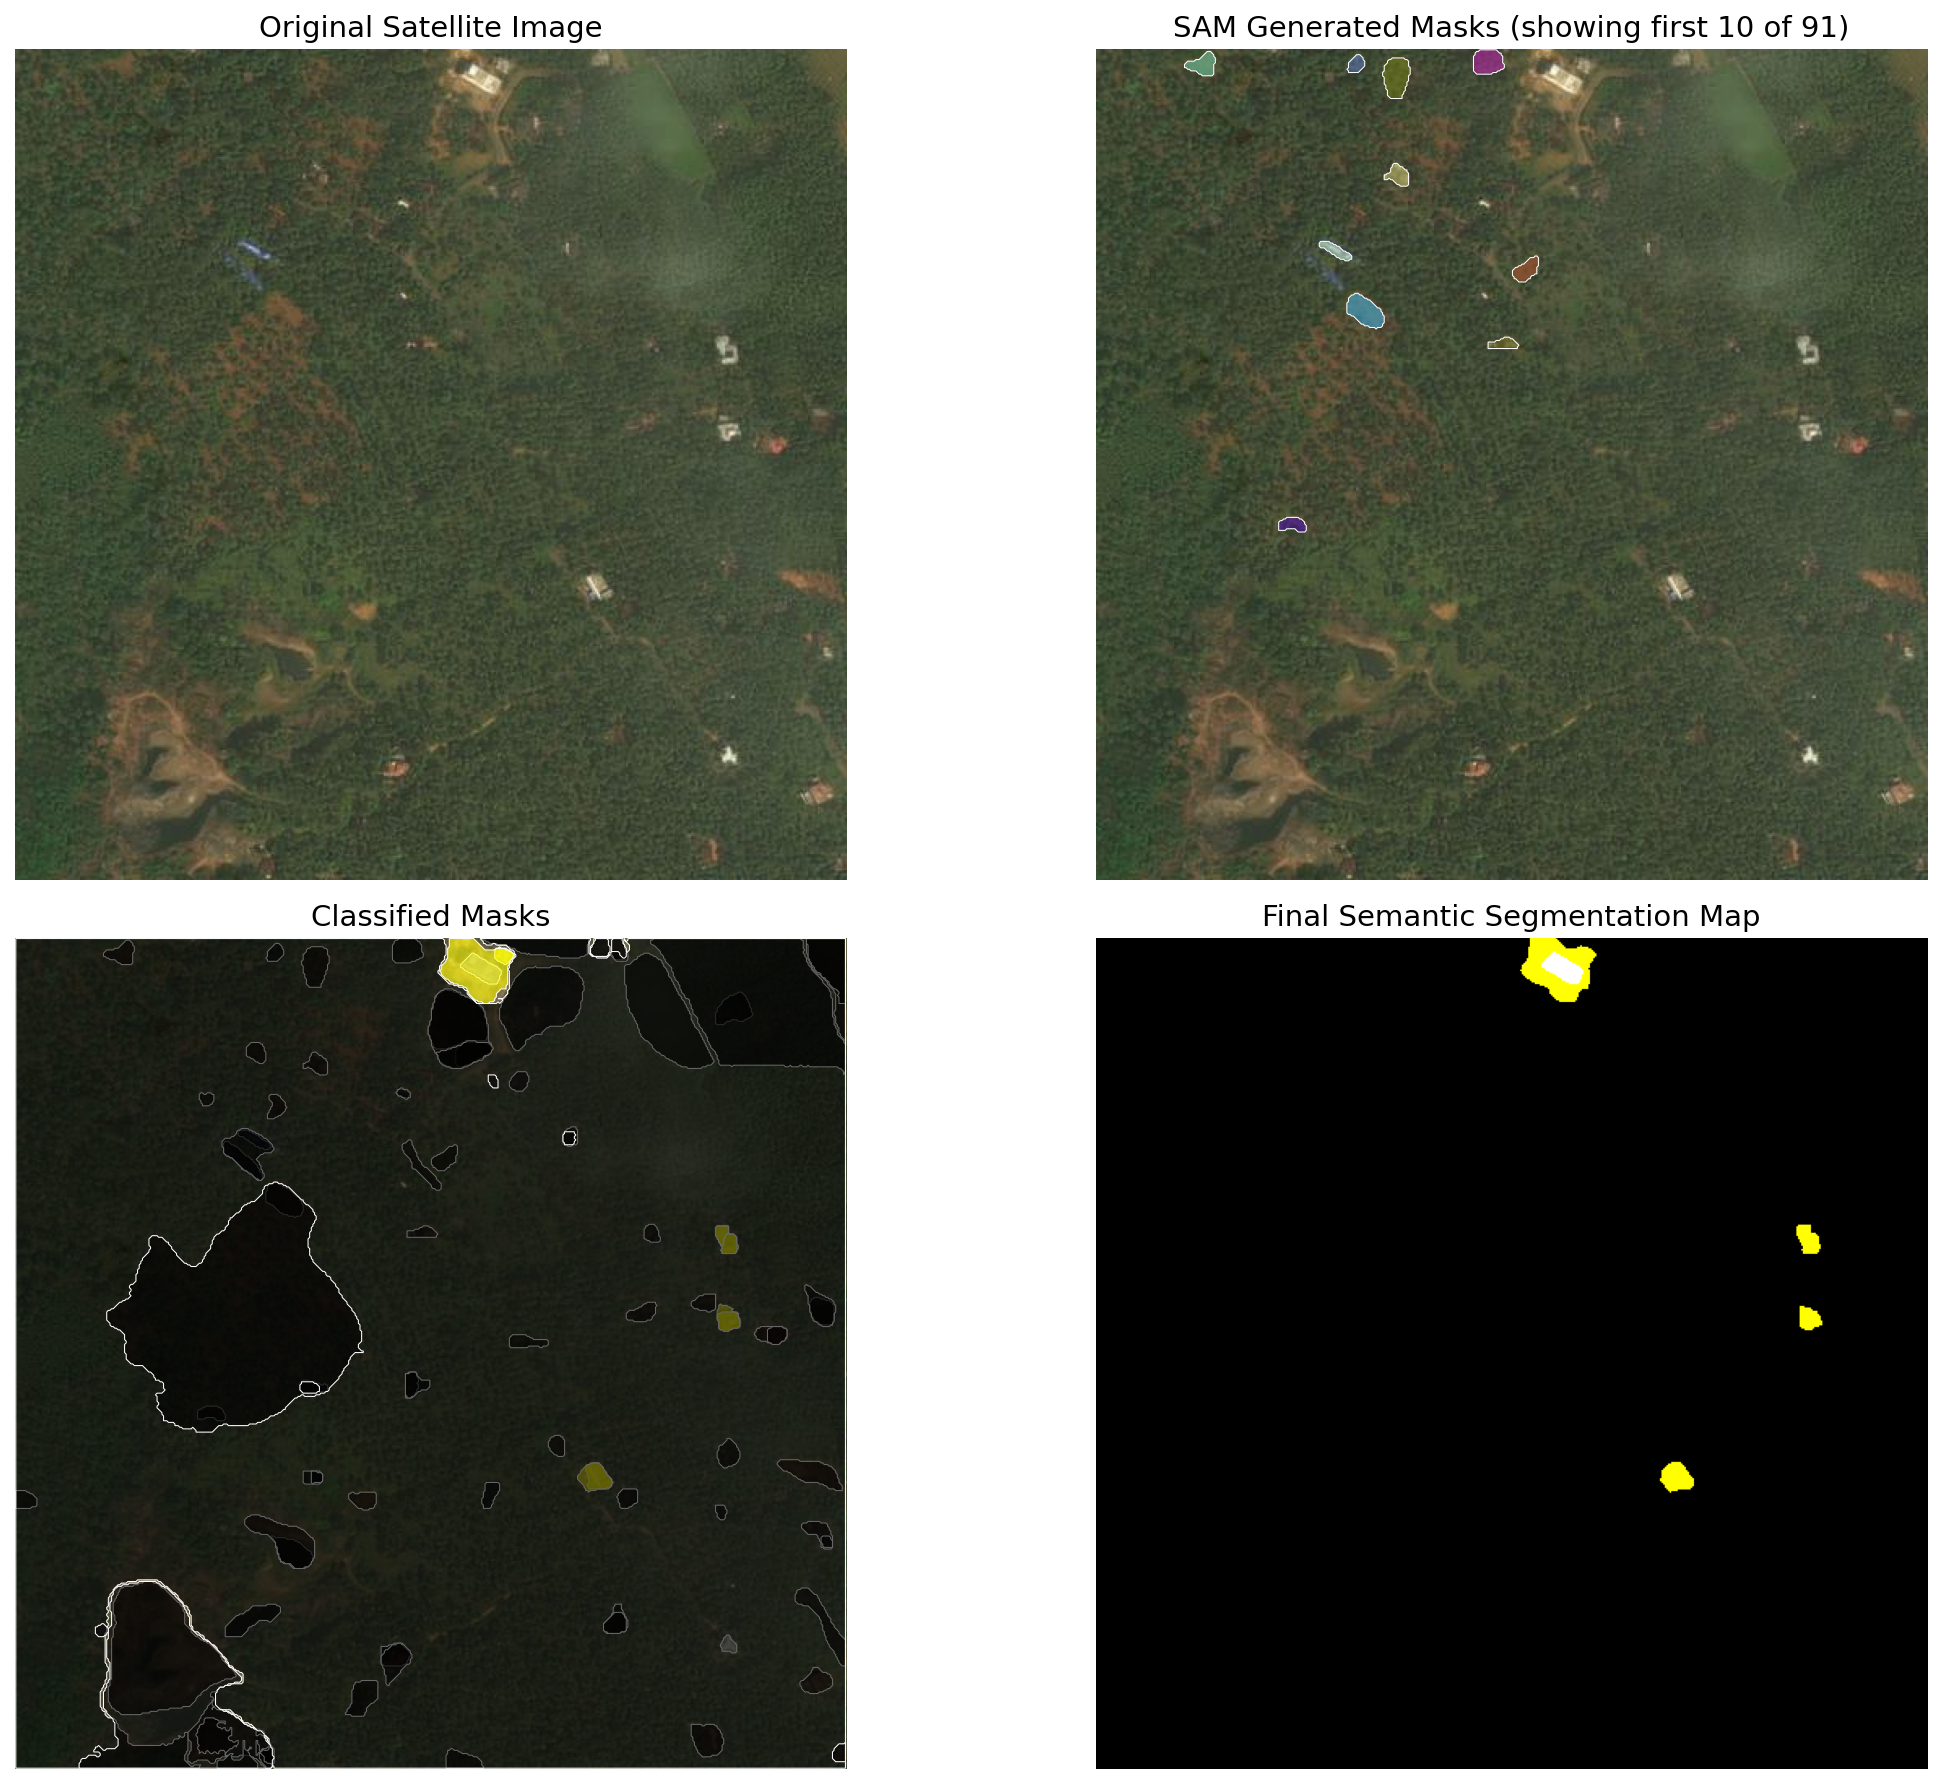 Original Satellite Image
SAM Generated Masks (showing first 10 of 91)
Classified Masks
Final Semantic Segmentation Map